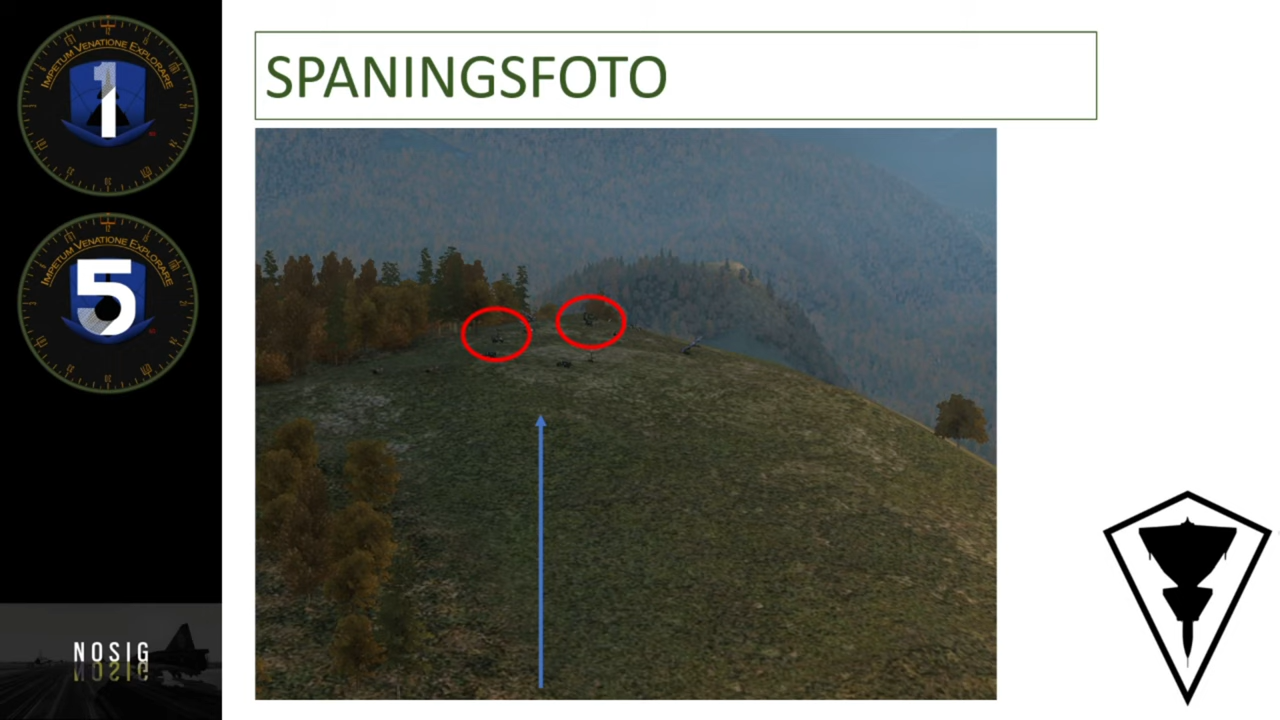 IMPETUM VENATIONE EXPLORARE
1
IMPETUM VENATIONE EXPLORARE
5
NOSIG
SPANINGSFOTO